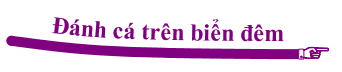 Đánh cá trên biển đêm